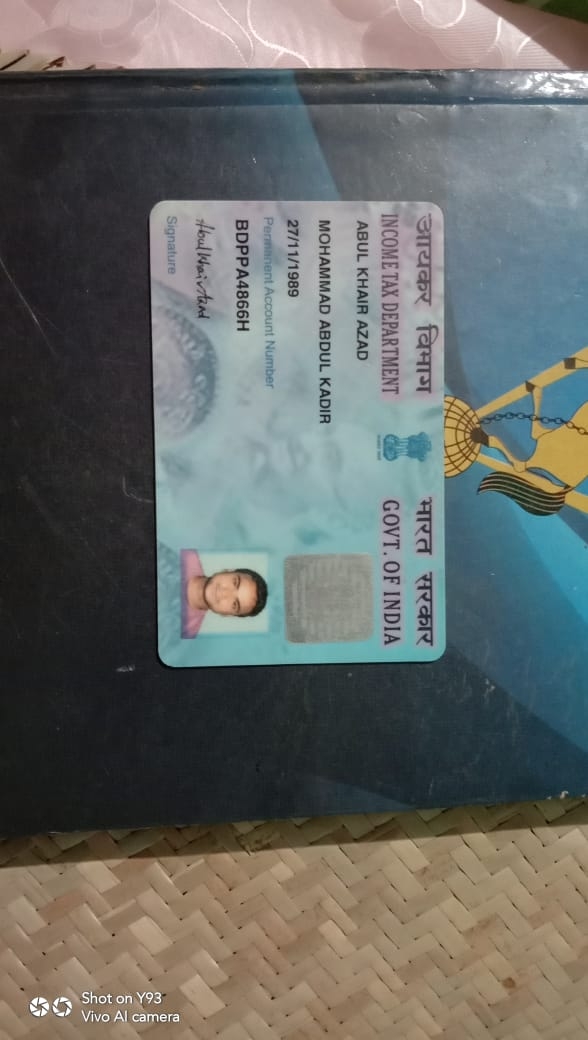 आयकर विभाग
INCOME TAX DEPARTMENT
भारत सरकार
GOVT. OF INDIA
ABUL KHAIR AZAD
MOHAMMAD ABDUL KADIR
27/11/1989
Permanent Account Number
BDPPA4866H
Abul Khair Azad
Signature
Shot on Y93
Vivo AI camera